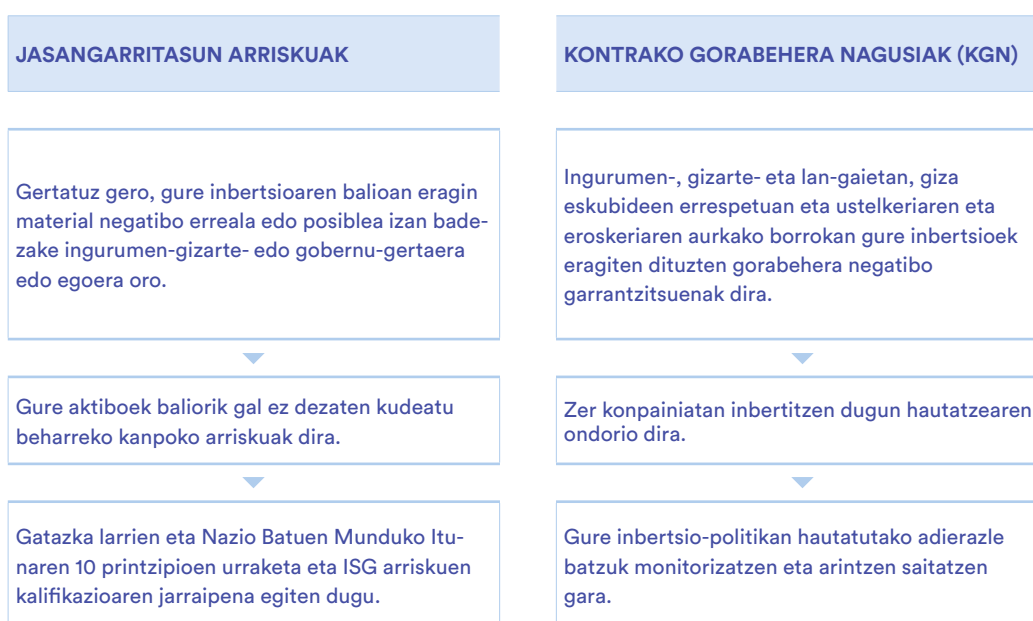 JASANGARRITASUN ARRISKUAK
Gertatuz gero, gure inbertsioaren balioan eragin
material negatibo erreala edo posiblea izan bade-
zake ingurumen-gizarte- edo gobernu-gertaera
edo egoera oro.
Gure aktiboek baliorik gal ez dezaten kudeatu
beharreko kanpoko arriskuak dira.
Gatazka larrien eta Nazio Batuen Munduko Itu-
naren 10 printzipioen urraketa eta ISG arriskuen
kalifikazioaren jarraipena egiten dugu.
KONTRAKO GORABEHERA NAGUSIAK (KGN)
Ingurumen-, gizarte- eta lan-gaietan, giza
eskubideen errespetuan eta ustelkeriaren eta
eroskeriaren aurkako borrokan gure inbertsioek
eragiten dituzten gorabehera negatibo
garrantzitsuenak dira.
Zer konpainiatan inbertitzen dugun hautatzearen
ondorio dira.
Gure inbertsio-politikan hautatutako adierazle
batzuk monitorizatzen eta arintzen saitatzen
gara.